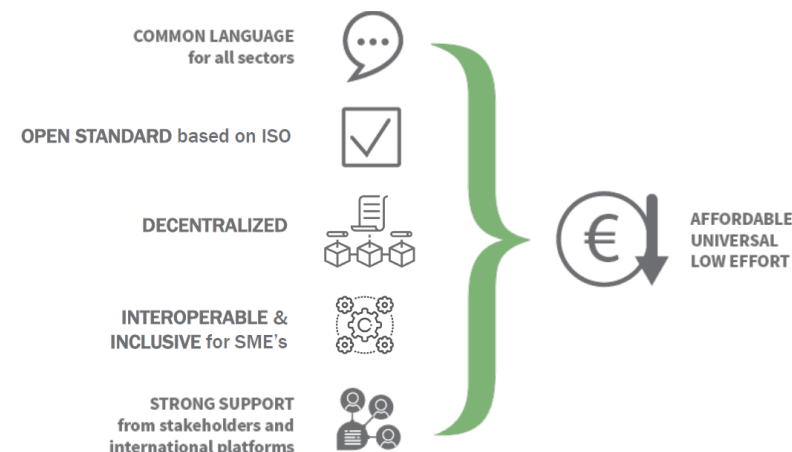 COMMON LANGUAGE
for all sectors
OPEN STANDARD based on ISO
DECENTRALIZED
INTEROPERABLE &
INCLUSIVE for SME's
STRONG SUPPORT
from stakeholders and
international platforms
€
AFFORDABLE
UNIVERSAL
LOW EFFORT